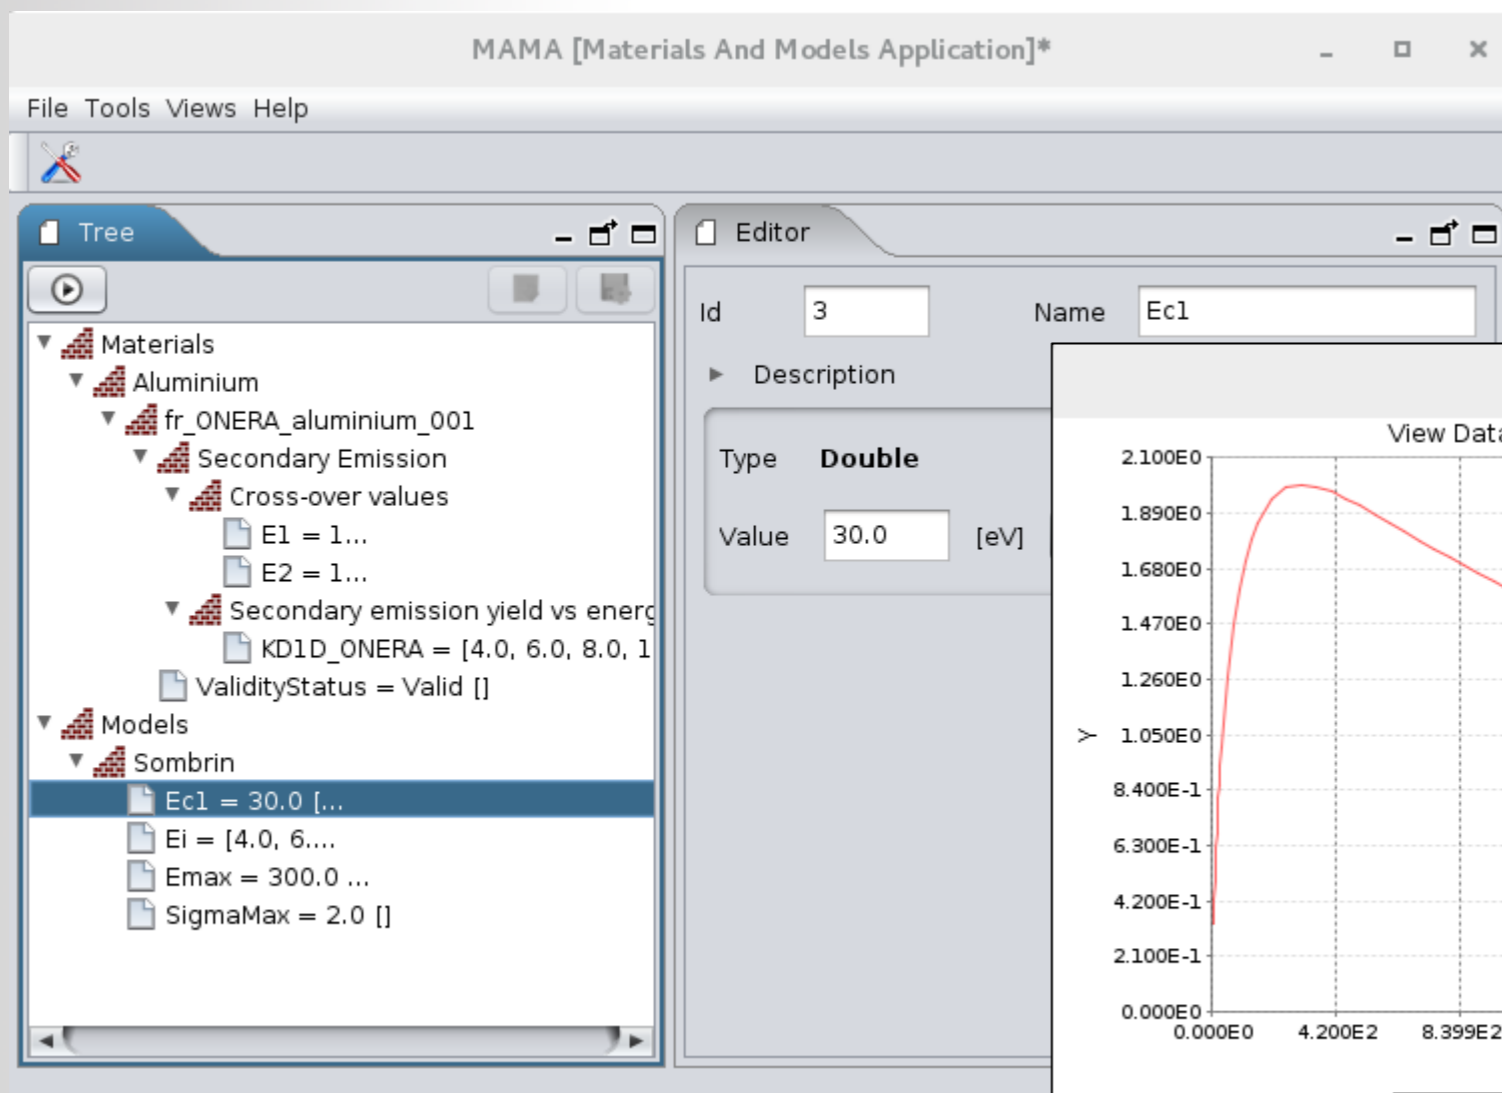 MAMA [Materials And Models Application]*
File Tools Views Help
Tree
Editor
Materials
Aluminium
fr_ONERA_aluminium_001
Secondary Emission
Cross-over values
E1 = 1...
E2 = 1...
Secondary emission yield vs energ
KD1D_ONERA = [4.0, 6.0, 8.0, 1
ValidityStatus = Valid []
Models
Sombrin
Ec1 = 30.0 [...
Ei = [4.0, 6....
Emax = 300.0 ...
SigmaMax = 2.0 []
Id 3 Name Ec1
Description
Type Double
Value 30.0 [eV]
View Data
2.100E0
1.890E0
1.680E0
1.470E0
1.260E0
1.050E0
8.400E-1
6.300E-1
4.200E-1
2.100E-1
0.000E0
Y
0.000E0 4.200E2 8.399E2